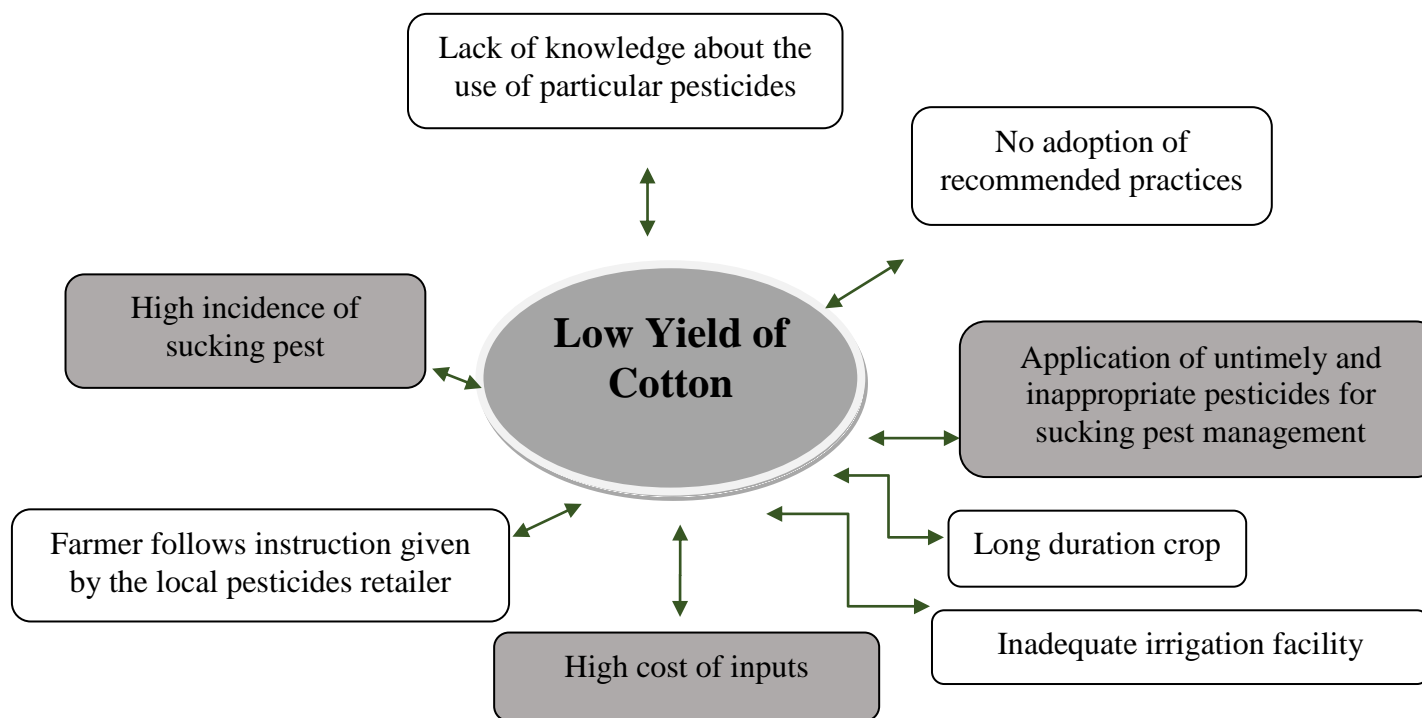 Lack of knowledge about the
use of particular pesticides
No adoption of
recommended practices
High incidence of
sucking pest
Low Yield of
Cotton
Application of untimely and
inappropriate pesticides for
sucking pest management
Farmer follows instruction given
by the local pesticides retailer
Long duration crop
High cost of inputs
Inadequate irrigation facility